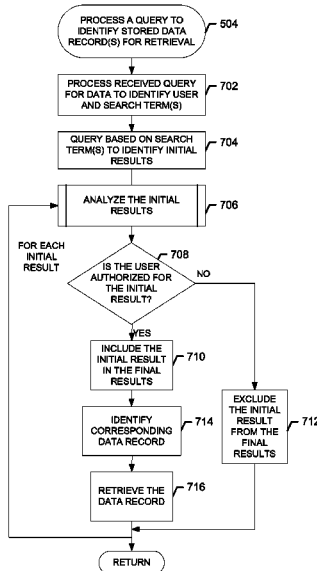 PROCESS A QUERY TO
IDENTIFY STORED DATA
RECORD(S) FOR RETRIEVAL
504
PROCESS RECEIVED QUERY
FOR DATA TO IDENTIFY USER
AND SEARCH TERM(S)
702
QUERY BASED ON SEARCH
TERM(S) TO IDENTIFY INITIAL
RESULTS
704
ANALYZE THE INITIAL
RESULTS
706
FOR EACH
INITIAL
RESULT
708
IS THE USER
AUTHORIZED FOR
THE INITIAL
RESULT?
NO
YES
INCLUDE THE
INITIAL RESULT
IN THE FINAL
RESULTS
710
IDENTIFY
CORRESPONDING
DATA RECORD
714
EXCLUDE
THE INITIAL
RESULT
FROM THE
FINAL
RESULTS
712
RETRIEVE THE
DATA RECORD
716
RETURN